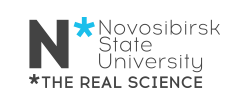 N* Novosibirsk
State
University
*THE REAL SCIENCE